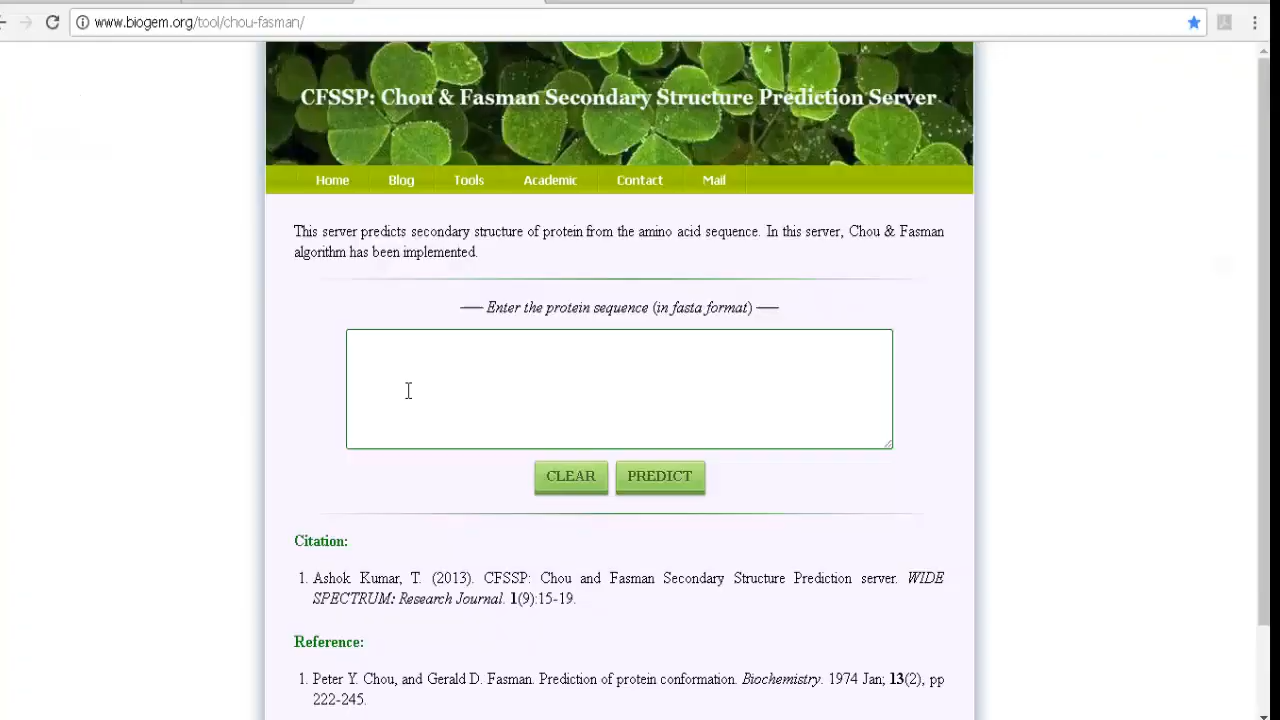 www.biogem.org/tool/chou-fasman/
CFSSP: Chou & Fasman Secondary Structure Prediction Server
Home Blog Tools Academic Contact Mail
This server predicts secondary structure of protein from the amino acid sequence. In this server, Chou & Fasman
algorithm has been implemented.
Enter the protein sequence (in fasta format)
CLEAR PREDICT
Citation:
1. Ashok Kumar, T. (2013). CFSSP: Chou and Fasman Secondary Structure Prediction server. WIDE
SPECTRUM: Research Journal. 1(9):15-19.
Reference:
1. Peter Y. Chou, and Gerald D. Fasman. Prediction of protein conformation. Biochemistry. 1974 Jan; 13(2), pp
222-245.